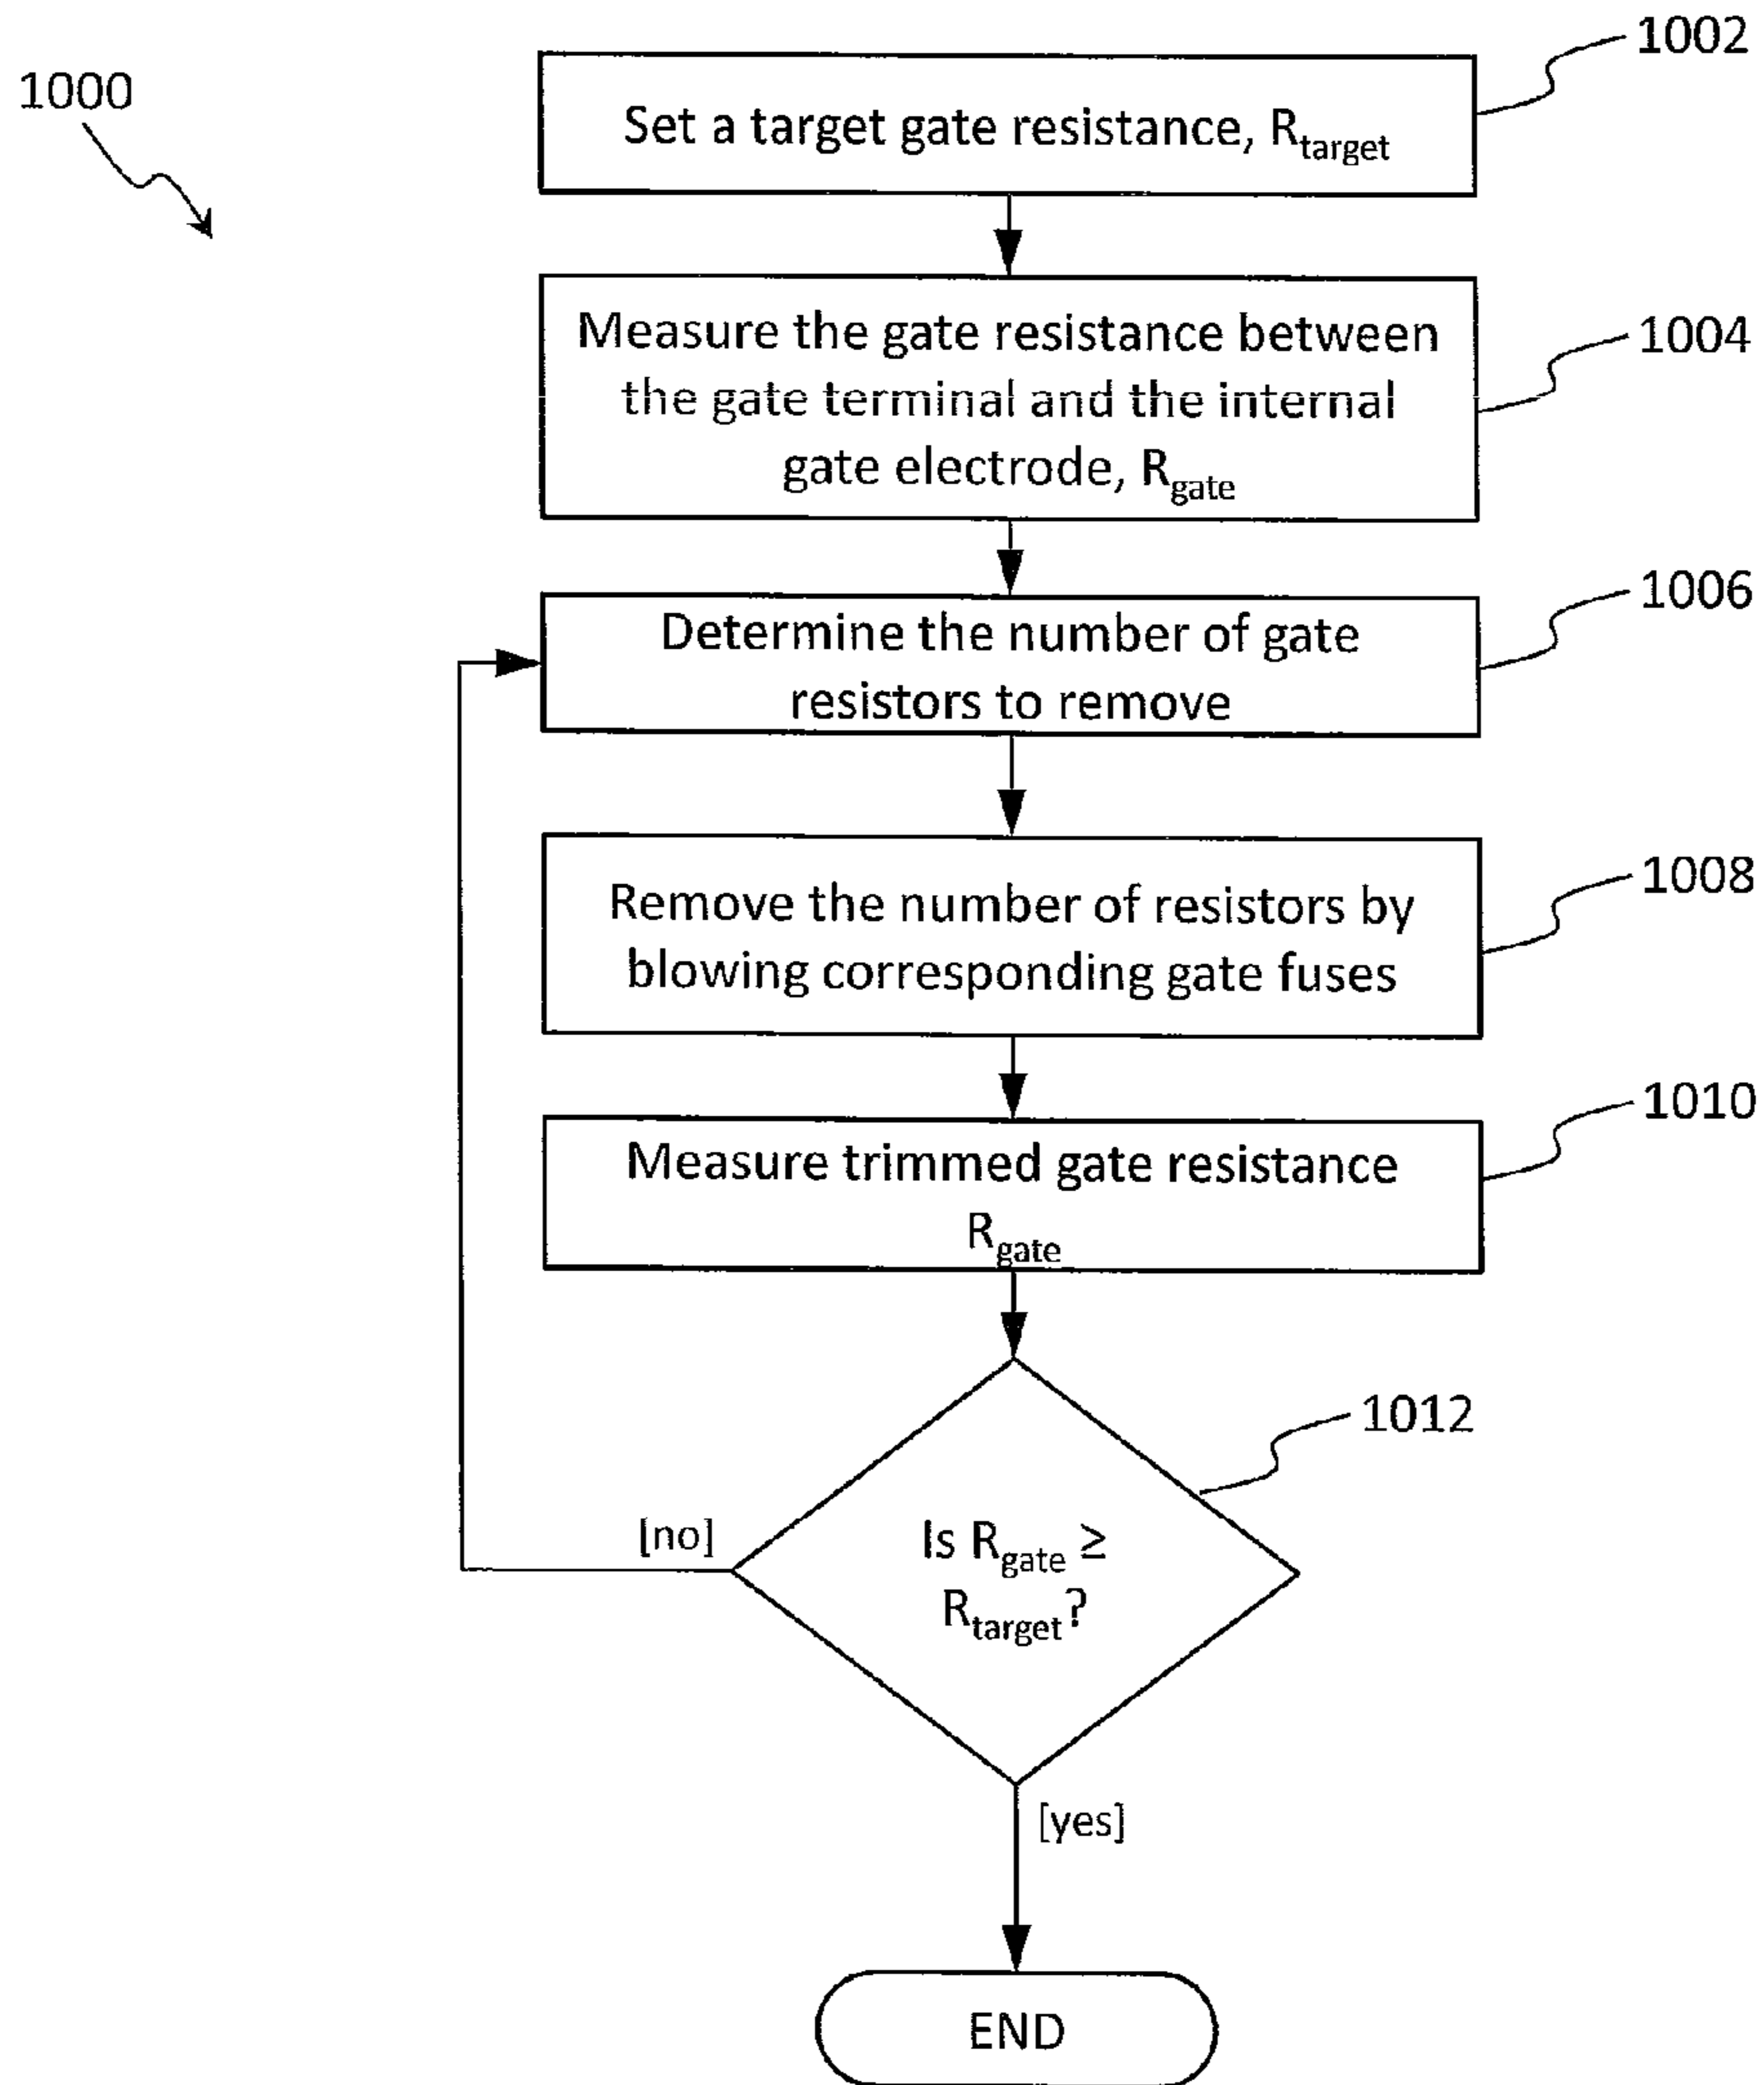 1000
1002
Set a target gate resistance, Rtarget
1004
Measure the gate resistance between
the gate terminal and the internal
gate electrode, Rgate
1006
Determine the number of gate
resistors to remove
1008
Remove the number of resistors by
blowing corresponding gate fuses
1010
Measure trimmed gate resistance
Rgate
1012
Is Rgate ≥
Rtarget?
[no]
[yes]
END